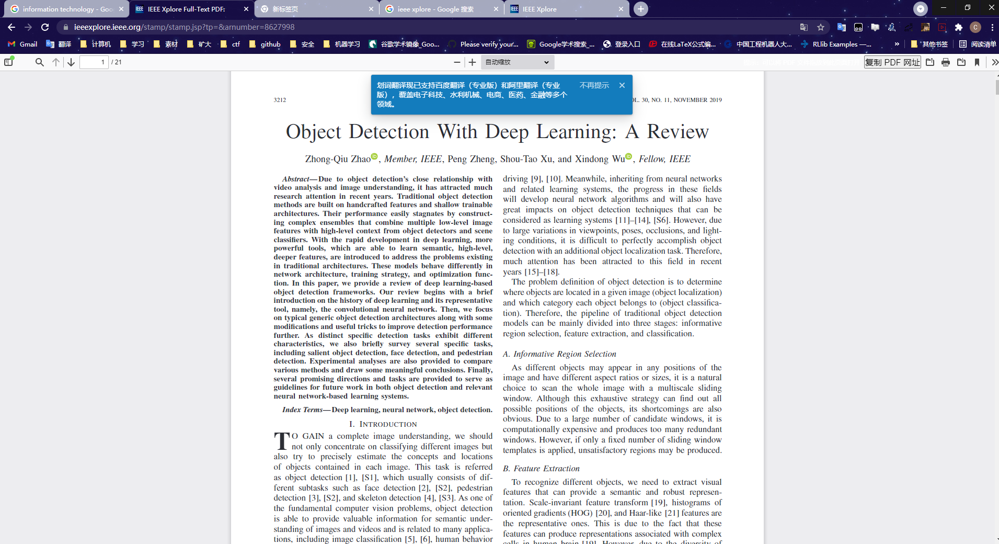 information technology - Goo
IEEE Xplore Full-Text PDF:
新标签页
ieee xplore - Google 搜索
IEEE Xplore
ieeexplore.ieee.org/stamp/stamp.jsp?tp=&arnumber=8627998
C
Gmail
翻译
计算机
学习
素材
矿大
ctf
github
安全
机器学习
谷歌学术镜像_Goo...
Please verify your...
Google学术搜索_...
登录入口
在线LaTeX公式编...
中国工程机器人大...
RLlib Examples —...
其他书签
阅读清单
1 / 21
自动缩放
复制 PDF 网址
划词翻译现已支持百度翻译（专业版）和阿里翻译（专业
版），覆盖电子科技、水利机械、电商、医药、金融等多个
领域。
不再提示
3212
OL. 30, NO. 11, NOVEMBER 2019
Object Detection With Deep Learning: A Review
Zhong-Qiu Zhao, Member, IEEE, Peng Zheng, Shou-Tao Xu, and Xindong Wu, Fellow, IEEE
Abstract—Due to object detection's close relationship with
video analysis and image understanding, it has attracted much
research attention in recent years. Traditional object detection
methods are built on handcrafted features and shallow trainable
architectures. Their performance easily stagnates by construct-
ing complex ensembles that combine multiple low-level image
features with high-level context from object detectors and scene
classifiers. With the rapid development in deep learning, more
powerful tools, which are able to learn semantic, high-level,
deeper features, are introduced to address the problems existing
in traditional architectures. These models behave differently in
network architecture, training strategy, and optimization func-
tion. In this paper, we provide a review of deep learning-based
object detection frameworks. Our review begins with a brief
introduction on the history of deep learning and its representative
tool, namely, the convolutional neural network. Then, we focus
on typical generic object detection architectures along with some
modifications and useful tricks to improve detection performance
further. As distinct specific detection tasks exhibit different
characteristics, we also briefly survey several specific tasks,
including salient object detection, face detection, and pedestrian
detection. Experimental analyses are also provided to compare
various methods and draw some meaningful conclusions. Finally,
several promising directions and tasks are provided to serve as
guidelines for future work in both object detection and relevant
neural network-based learning systems.
Index Terms—Deep learning, neural network, object detection.
I. INTRODUCTION
TO GAIN a complete image understanding, we should
not only concentrate on classifying different images but
also try to precisely estimate the concepts and locations
of objects contained in each image. This task is referred
as object detection [1], [S1], which usually consists of dif-
ferent subtasks such as face detection [2], [S2], pedestrian
detection [3], [S2], and skeleton detection [4], [S3]. As one of
the fundamental computer vision problems, object detection
is able to provide valuable information for semantic under-
standing of images and videos and is related to many applica-
tions, including image classification [5], [6], human behavior
driving [9], [10]. Meanwhile, inheriting from neural networks
and related learning systems, the progress in these fields
will develop neural network algorithms and will also have
great impacts on object detection techniques that can be
considered as learning systems [11]–[14], [S6]. However, due
to large variations in viewpoints, poses, occlusions, and light-
ing conditions, it is difficult to perfectly accomplish object
detection with an additional object localization task. Therefore,
much attention has been attracted to this field in recent
years [15]–[18].
The problem definition of object detection is to determine
where objects are located in a given image (object localization)
and which category each object belongs to (object classifica-
tion). Therefore, the pipeline of traditional object detection
models can be mainly divided into three stages: informative
region selection, feature extraction, and classification.
A. Informative Region Selection
As different objects may appear in any positions of the
image and have different aspect ratios or sizes, it is a natural
choice to scan the whole image with a multiscale sliding
window. Although this exhaustive strategy can find out all
possible positions of the objects, its shortcomings are also
obvious. Due to a large number of candidate windows, it is
computationally expensive and produces too many redundant
windows. However, if only a fixed number of sliding window
templates is applied, unsatisfactory regions may be produced.
B. Feature Extraction
To recognize different objects, we need to extract visual
features that can provide a semantic and robust represen-
tation. Scale-invariant feature transform [19], histograms of
oriented gradients (HOG) [20], and Haar-like [21] features are
the representative ones. This is due to the fact that these
features can produce representations associated with complex
cells in human brain [19]. However, due to the diversity of